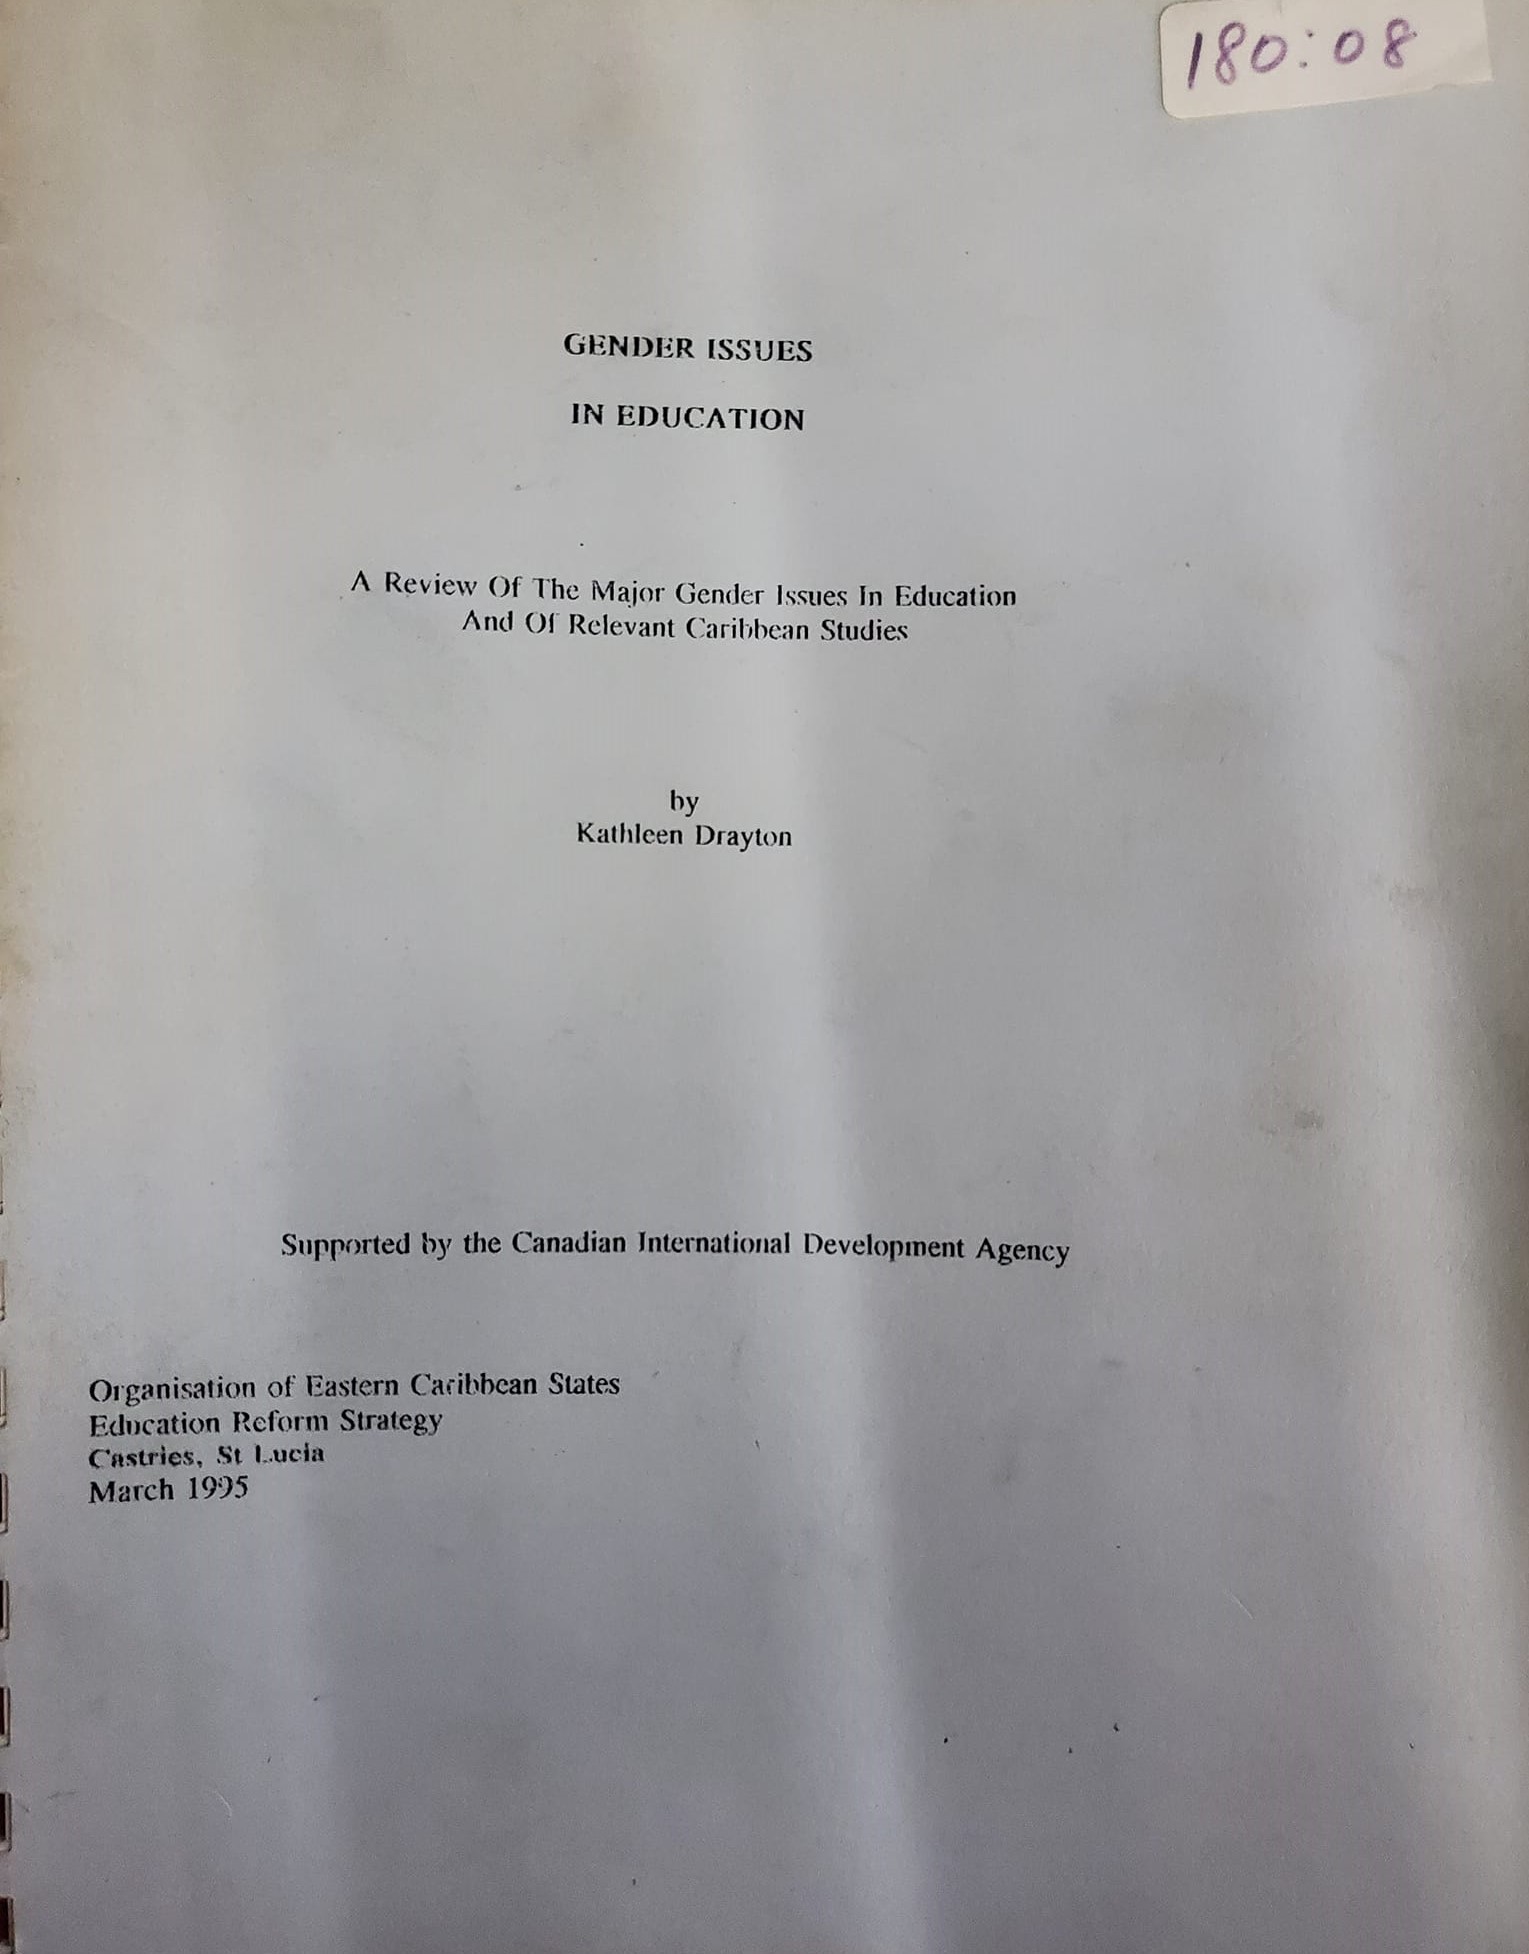 180:08
GENDER ISSUES
IN EDUCATION
A Review Of The Major Gender Issues In Education
And Of Relevant Caribbean Studies
by
Kathleen Drayton
Supported by the Canadian International Development Agency
Organisation of Eastern Caribbean States
Education Reform Strategy
Castries, St Lucia
March 1995